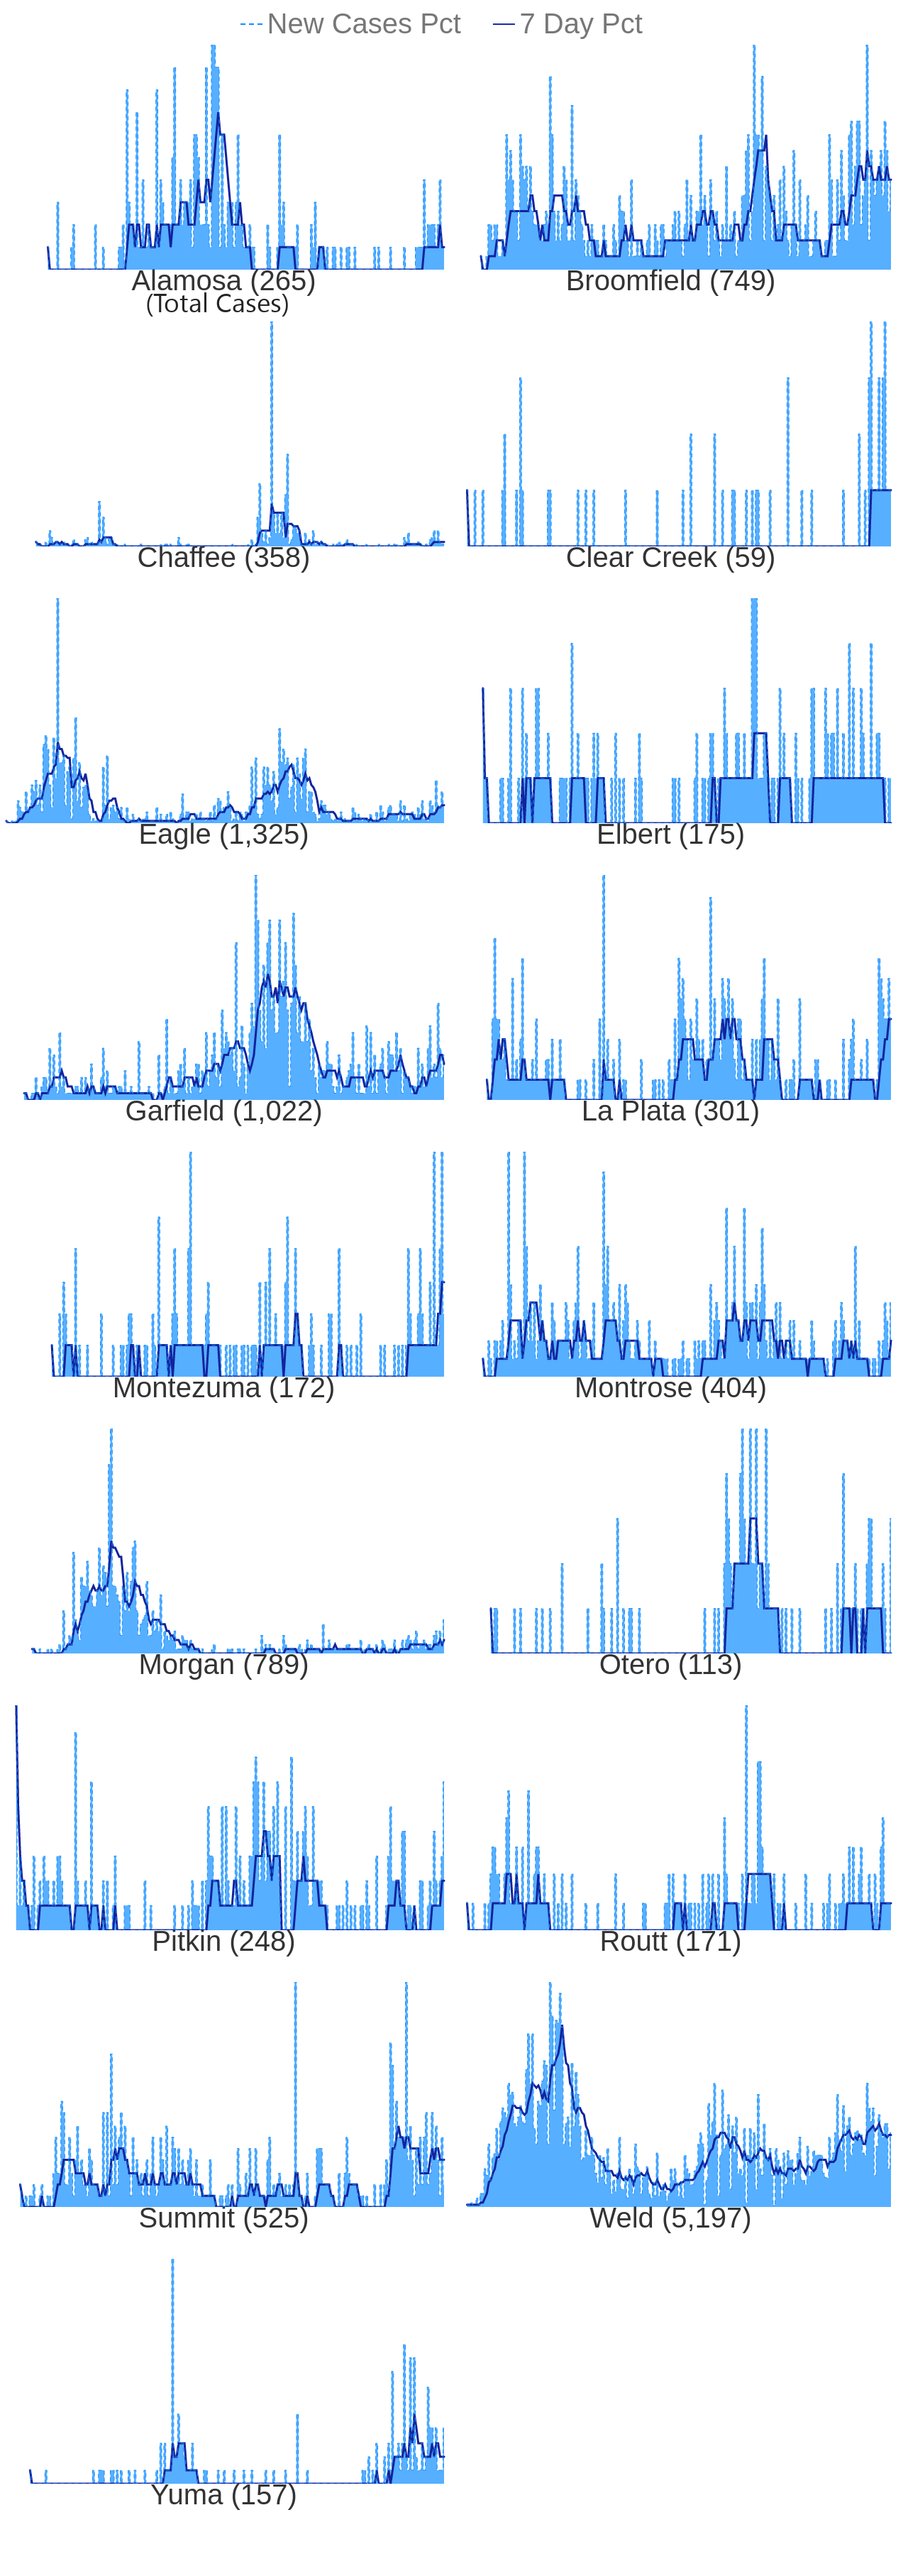 New Cases Pct 7 Day Pct
Alamosa (265) Broomfield (749)
(Total Cases)
Chaffee (358) Clear Creek (59)
Eagle (1,325) Elbert (175)
Garfield (1,022) La Plata (301)
Montezuma (172) Montrose (404)
Morgan (789) Otero (113)
Pitkin (248) Routt (171)
Summit (525) Weld (5,197)
Yuma (157)